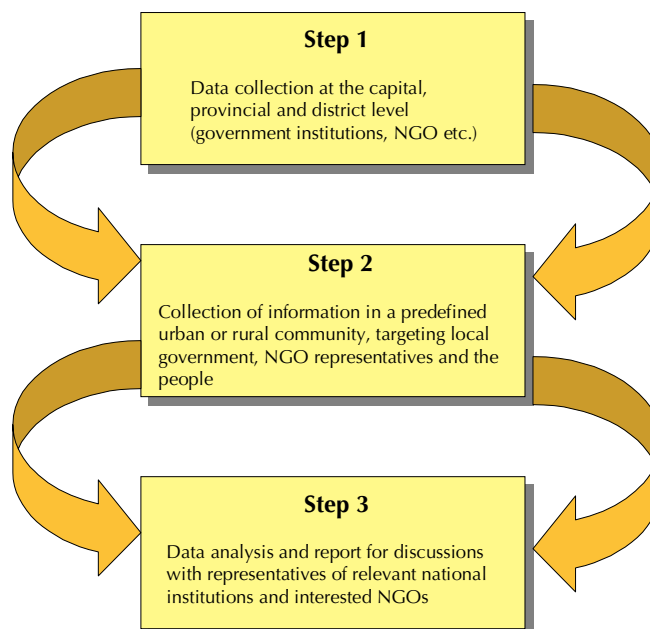 Step 1
Data collection at the capital,
provincial and district level
(government institutions, NGO etc.)
Step 2
Collection of information in a predefined
urban or rural community, targeting local
government, NGO representatives and the
people
Step 3
Data analysis and report for discussions
with representatives of relevant national
institutions and interested NGOs